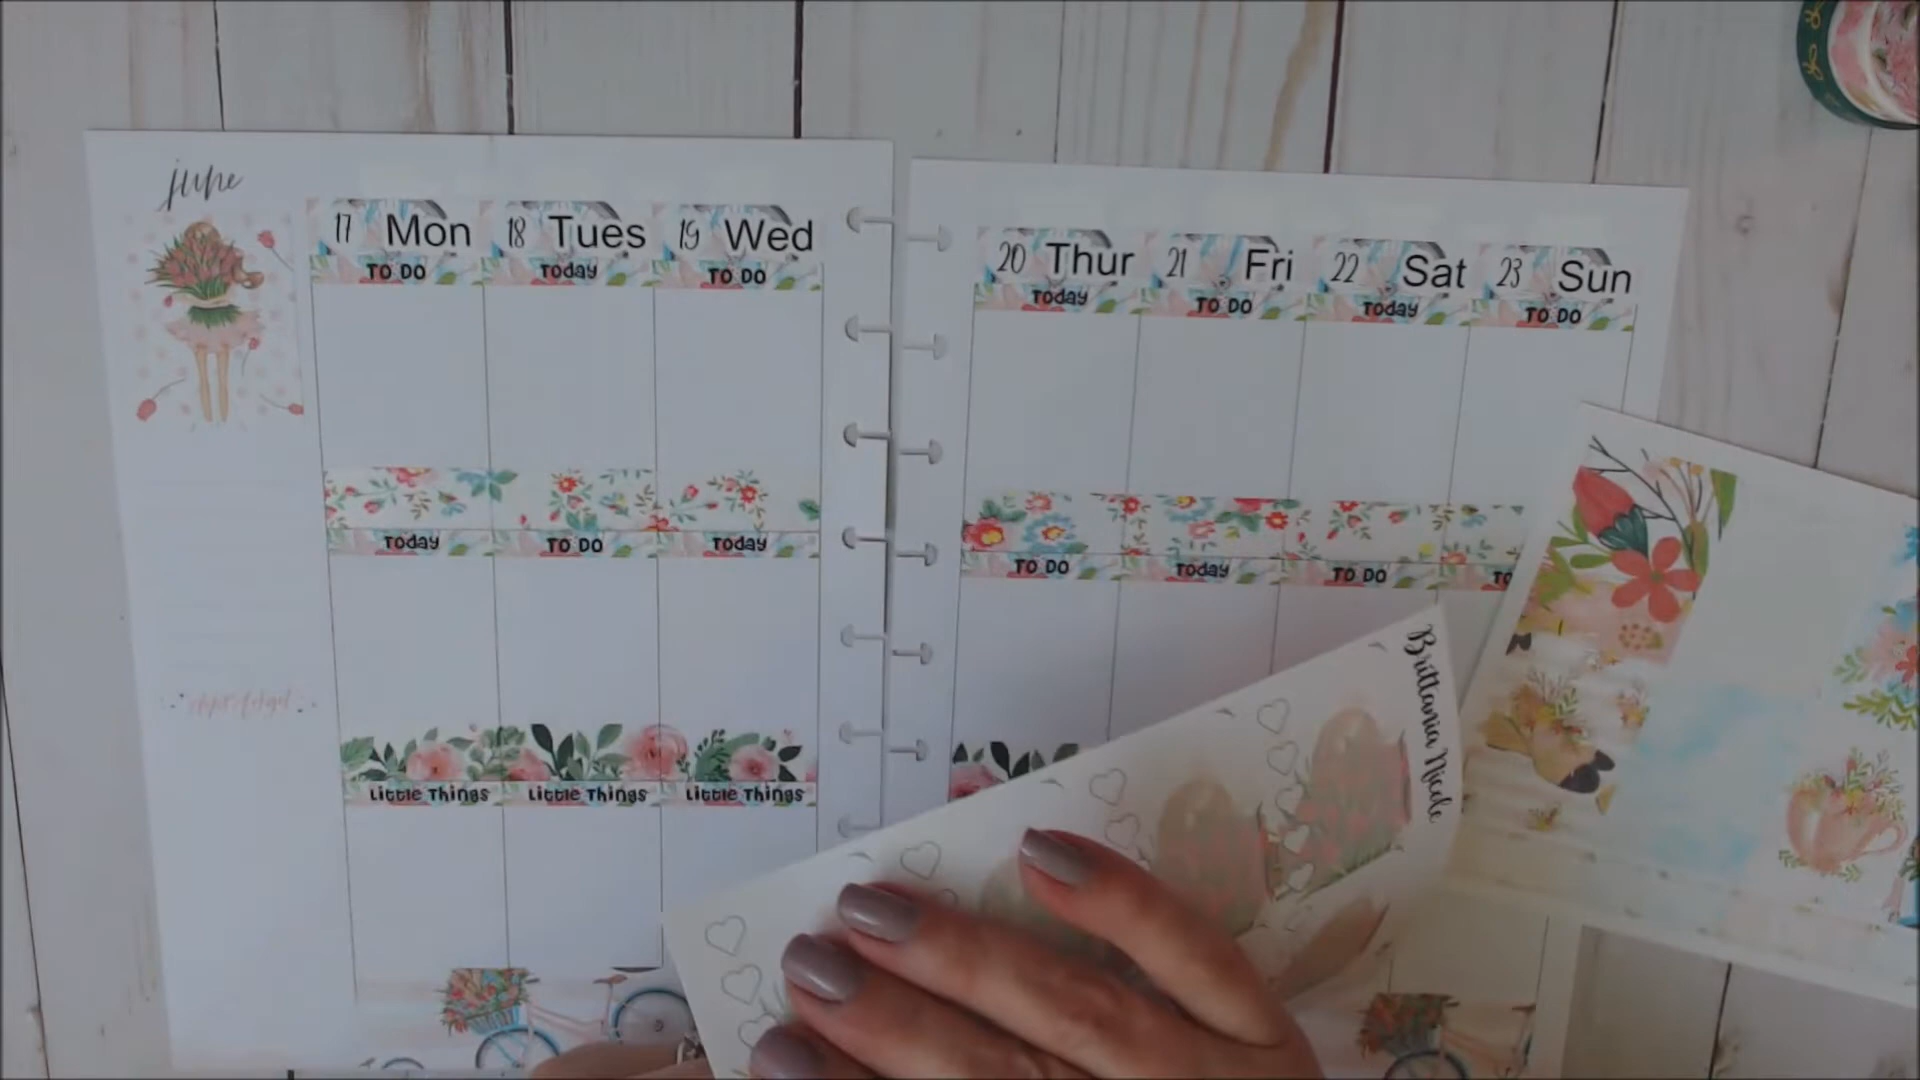 june
17 Mon 18 Tues 19 Wed
TO DO Today TO DO
20 Thur 21 Fri 22 Sat 23 Sun
Today TO DO Today TO DO
Today TO DO Today
TO DO Today TO DO TO
Little Things Little Things Little Things
Brittania Nicole